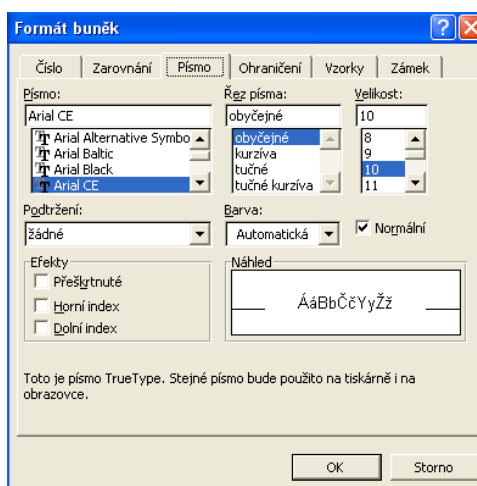 Formát buněk
Číslo Zarovnání Písmo Ohraničení Vzorky Zámek
Písmo: Řez písma: Velikost:
Arial CE obyčejné 10
Arial Alternative Symbo obyčejné 8
Arial Baltic kurzíva 9
Arial Black tučné 10
Arial CE tučné kurzíva 11
Podtržení: Barva:
žádné Automatická Normální
Efekty Náhled
Přeškrtnuté
Horní index
Dolní index
ÁáBbČčYyŽž
Toto je písmo TrueType. Stejné písmo bude použito na tiskárně i na
obrazovce.
OK Storno